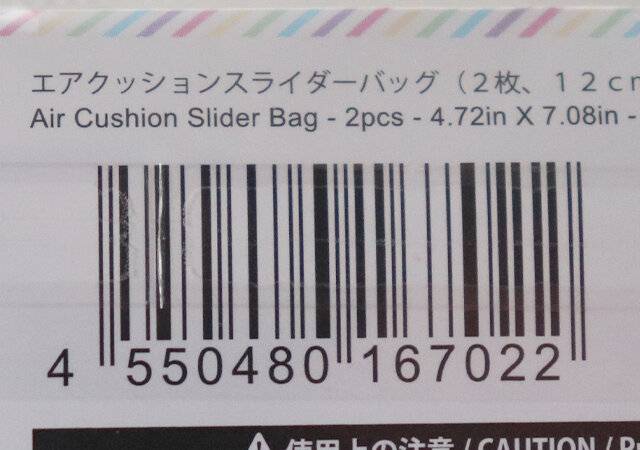 エアクッションスライダーバッグ（２枚、１２ｃｍ
Air Cushion Slider Bag - 2pcs - 4.72in X 7.08in -
4 550480 167022
使用上の注意 / CAUTION /